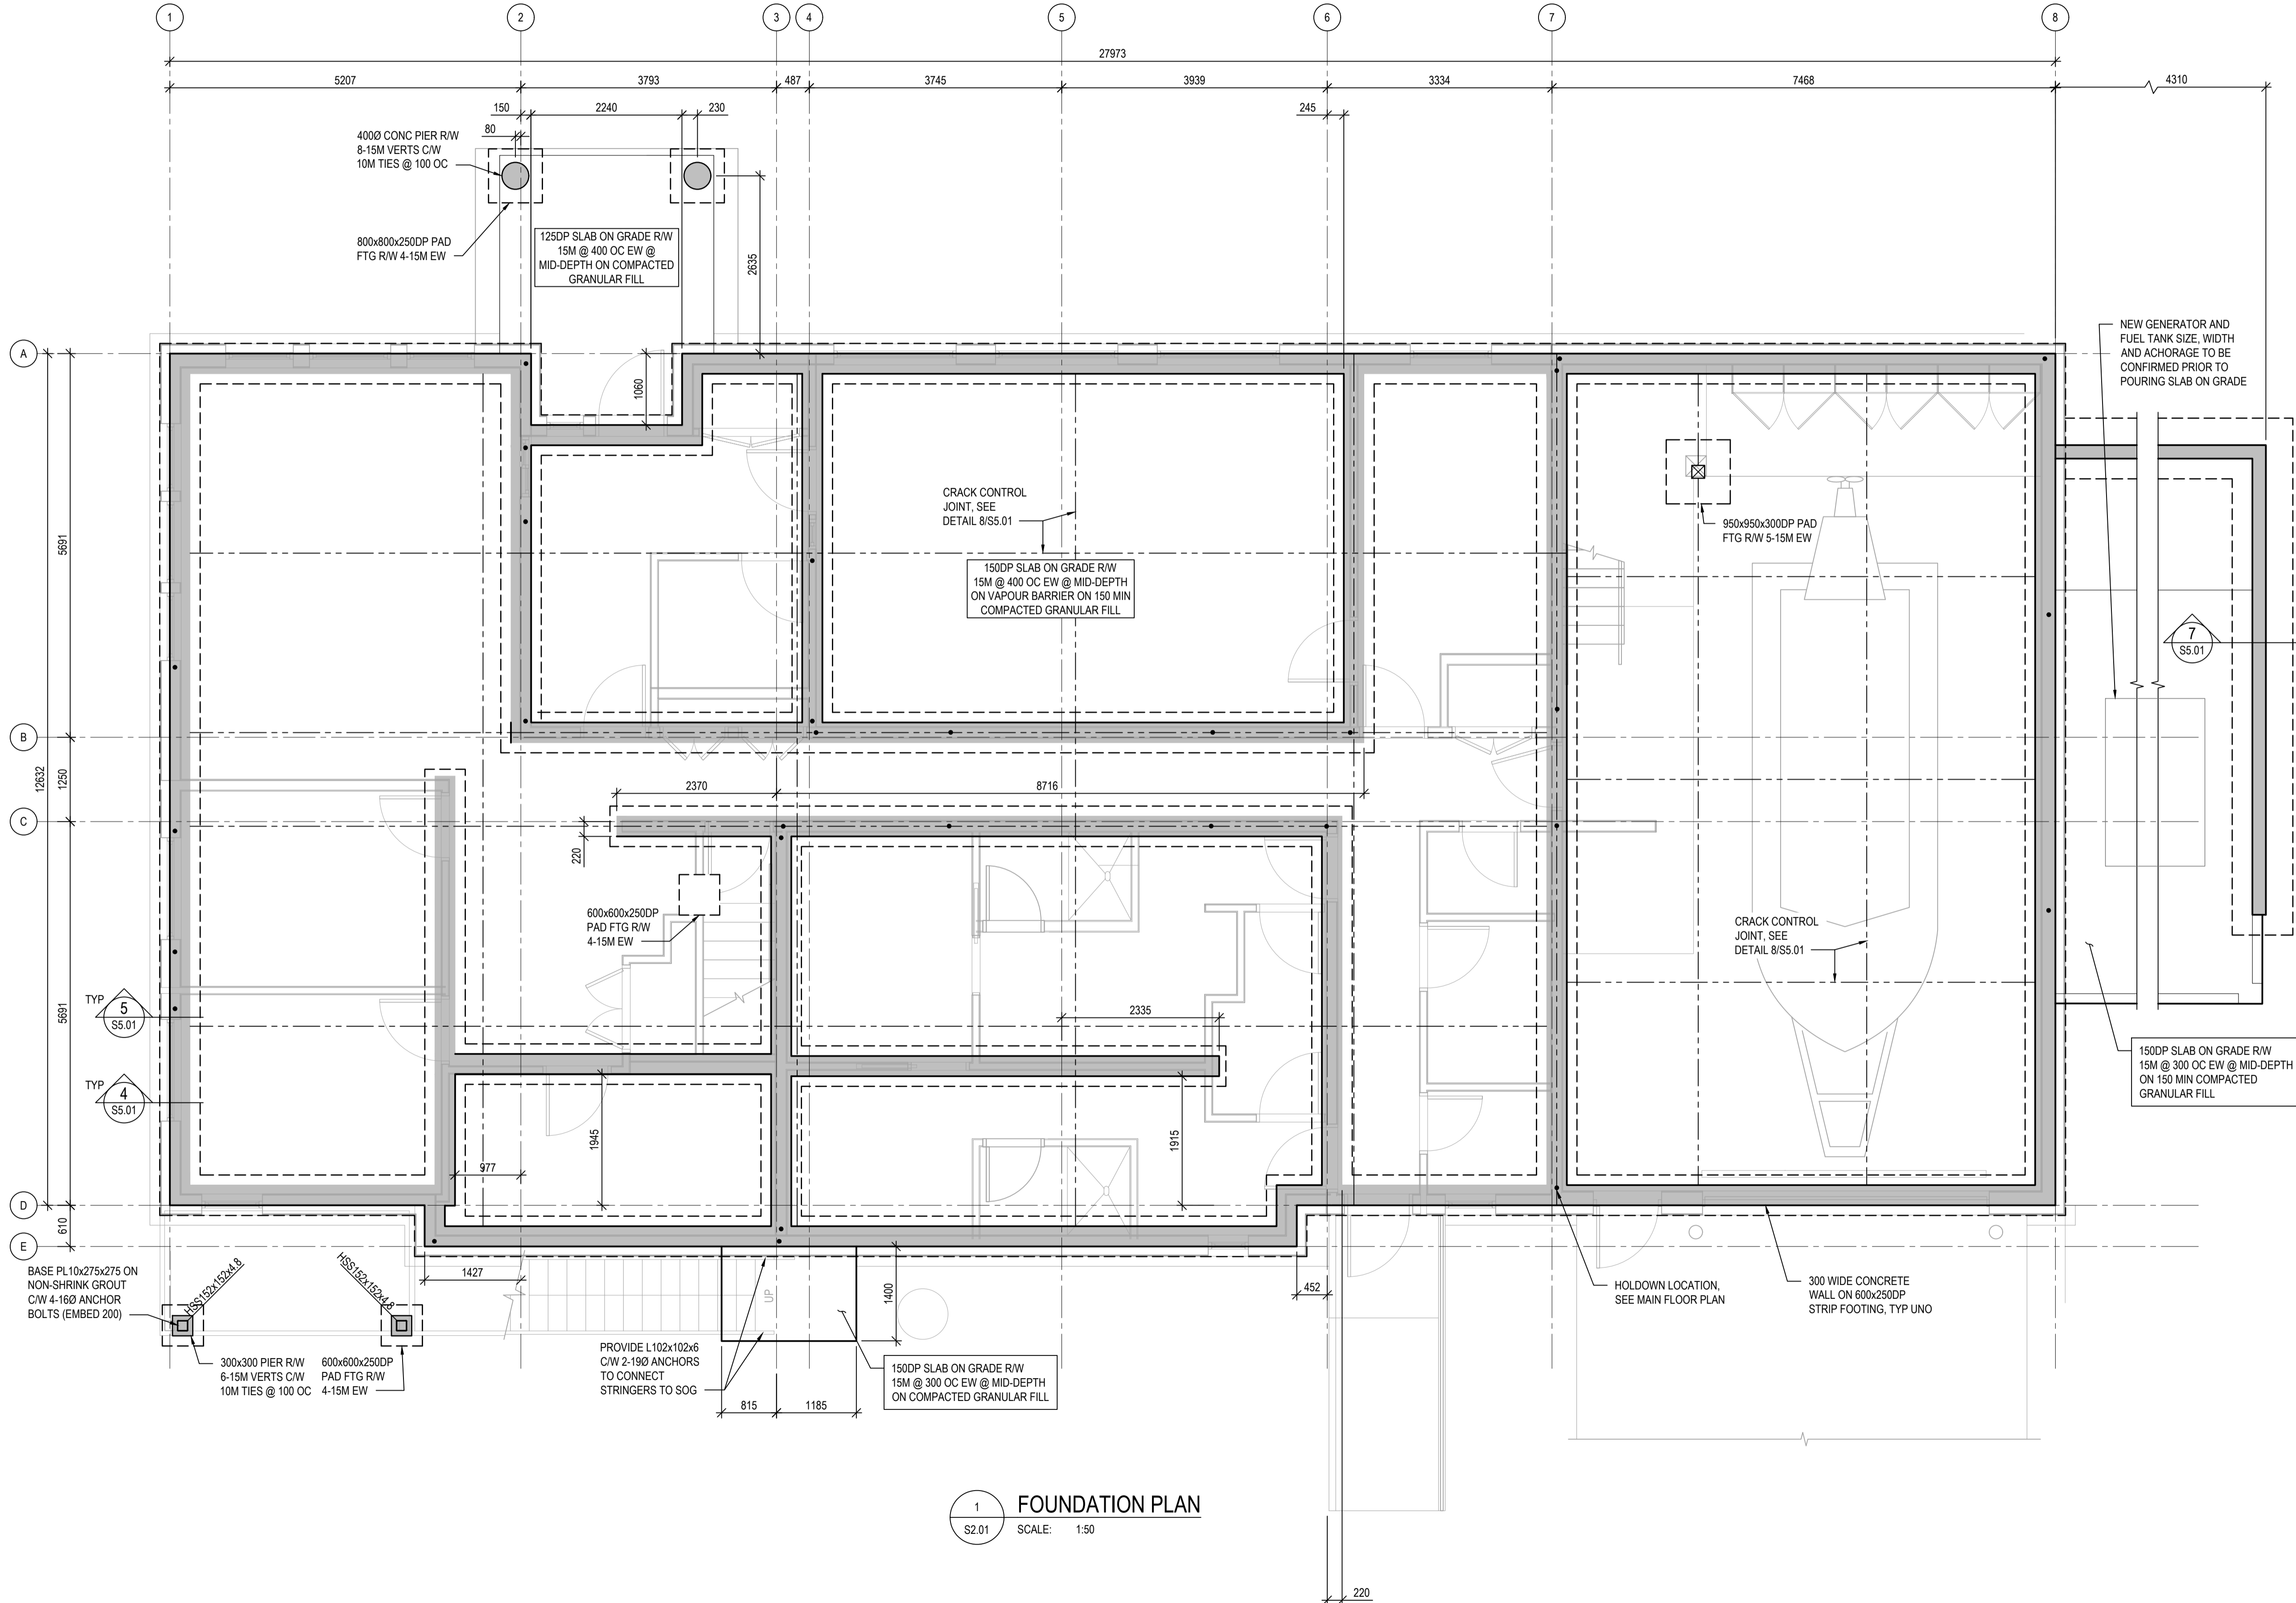 1
2
3
4
5
6
7
8
27973
5207
3793
487
3745
3939
3334
7468
4310
150
2240
230
245
80
400Ø CONC PIER R/W
8-15M VERTS C/W
10M TIES @ 100 OC
800x800x250DP PAD
FTG R/W 4-15M EW
125DP SLAB ON GRADE R/W
15M @ 400 OC EW @
MID-DEPTH ON COMPACTED
GRANULAR FILL
2635
NEW GENERATOR AND
FUEL TANK SIZE, WIDTH
AND ACHORAGE TO BE
CONFIRMED PRIOR TO
POURING SLAB ON GRADE
A
1060
CRACK CONTROL
JOINT, SEE
DETAIL 8/S5.01
950x950x300DP PAD
FTG R/W 5-15M EW
5691
150DP SLAB ON GRADE R/W
15M @ 400 OC EW @ MID-DEPTH
ON VAPOUR BARRIER ON 150 MIN
COMPACTED GRANULAR FILL
7
S5.01
B
12632
1250
2370
8716
C
220
600x600x250DP
PAD FTG R/W
4-15M EW
CRACK CONTROL
JOINT, SEE
DETAIL 8/S5.01
5691
TYP
5
S5.01
2335
150DP SLAB ON GRADE R/W
15M @ 300 OC EW @ MID-DEPTH
ON 150 MIN COMPACTED
GRANULAR FILL
TYP
4
S5.01
1945
1915
977
D
610
E
BASE PL10x275x275 ON
NON-SHRINK GROUT
C/W 4-16Ø ANCHOR
BOLTS (EMBED 200)
HSS152x152x4.8
HSS152x152x4.8
1427
UP
1400
452
HOLDOWN LOCATION,
SEE MAIN FLOOR PLAN
300 WIDE CONCRETE
WALL ON 600x250DP
STRIP FOOTING, TYP UNO
300x300 PIER R/W
6-15M VERTS C/W
10M TIES @ 100 OC
600x600x250DP
PAD FTG R/W
4-15M EW
PROVIDE L102x102x6
C/W 2-19Ø ANCHORS
TO CONNECT
STRINGERS TO SOG
150DP SLAB ON GRADE R/W
15M @ 300 OC EW @ MID-DEPTH
ON COMPACTED GRANULAR FILL
815
1185
1
S2.01
FOUNDATION PLAN
SCALE: 1:50
220